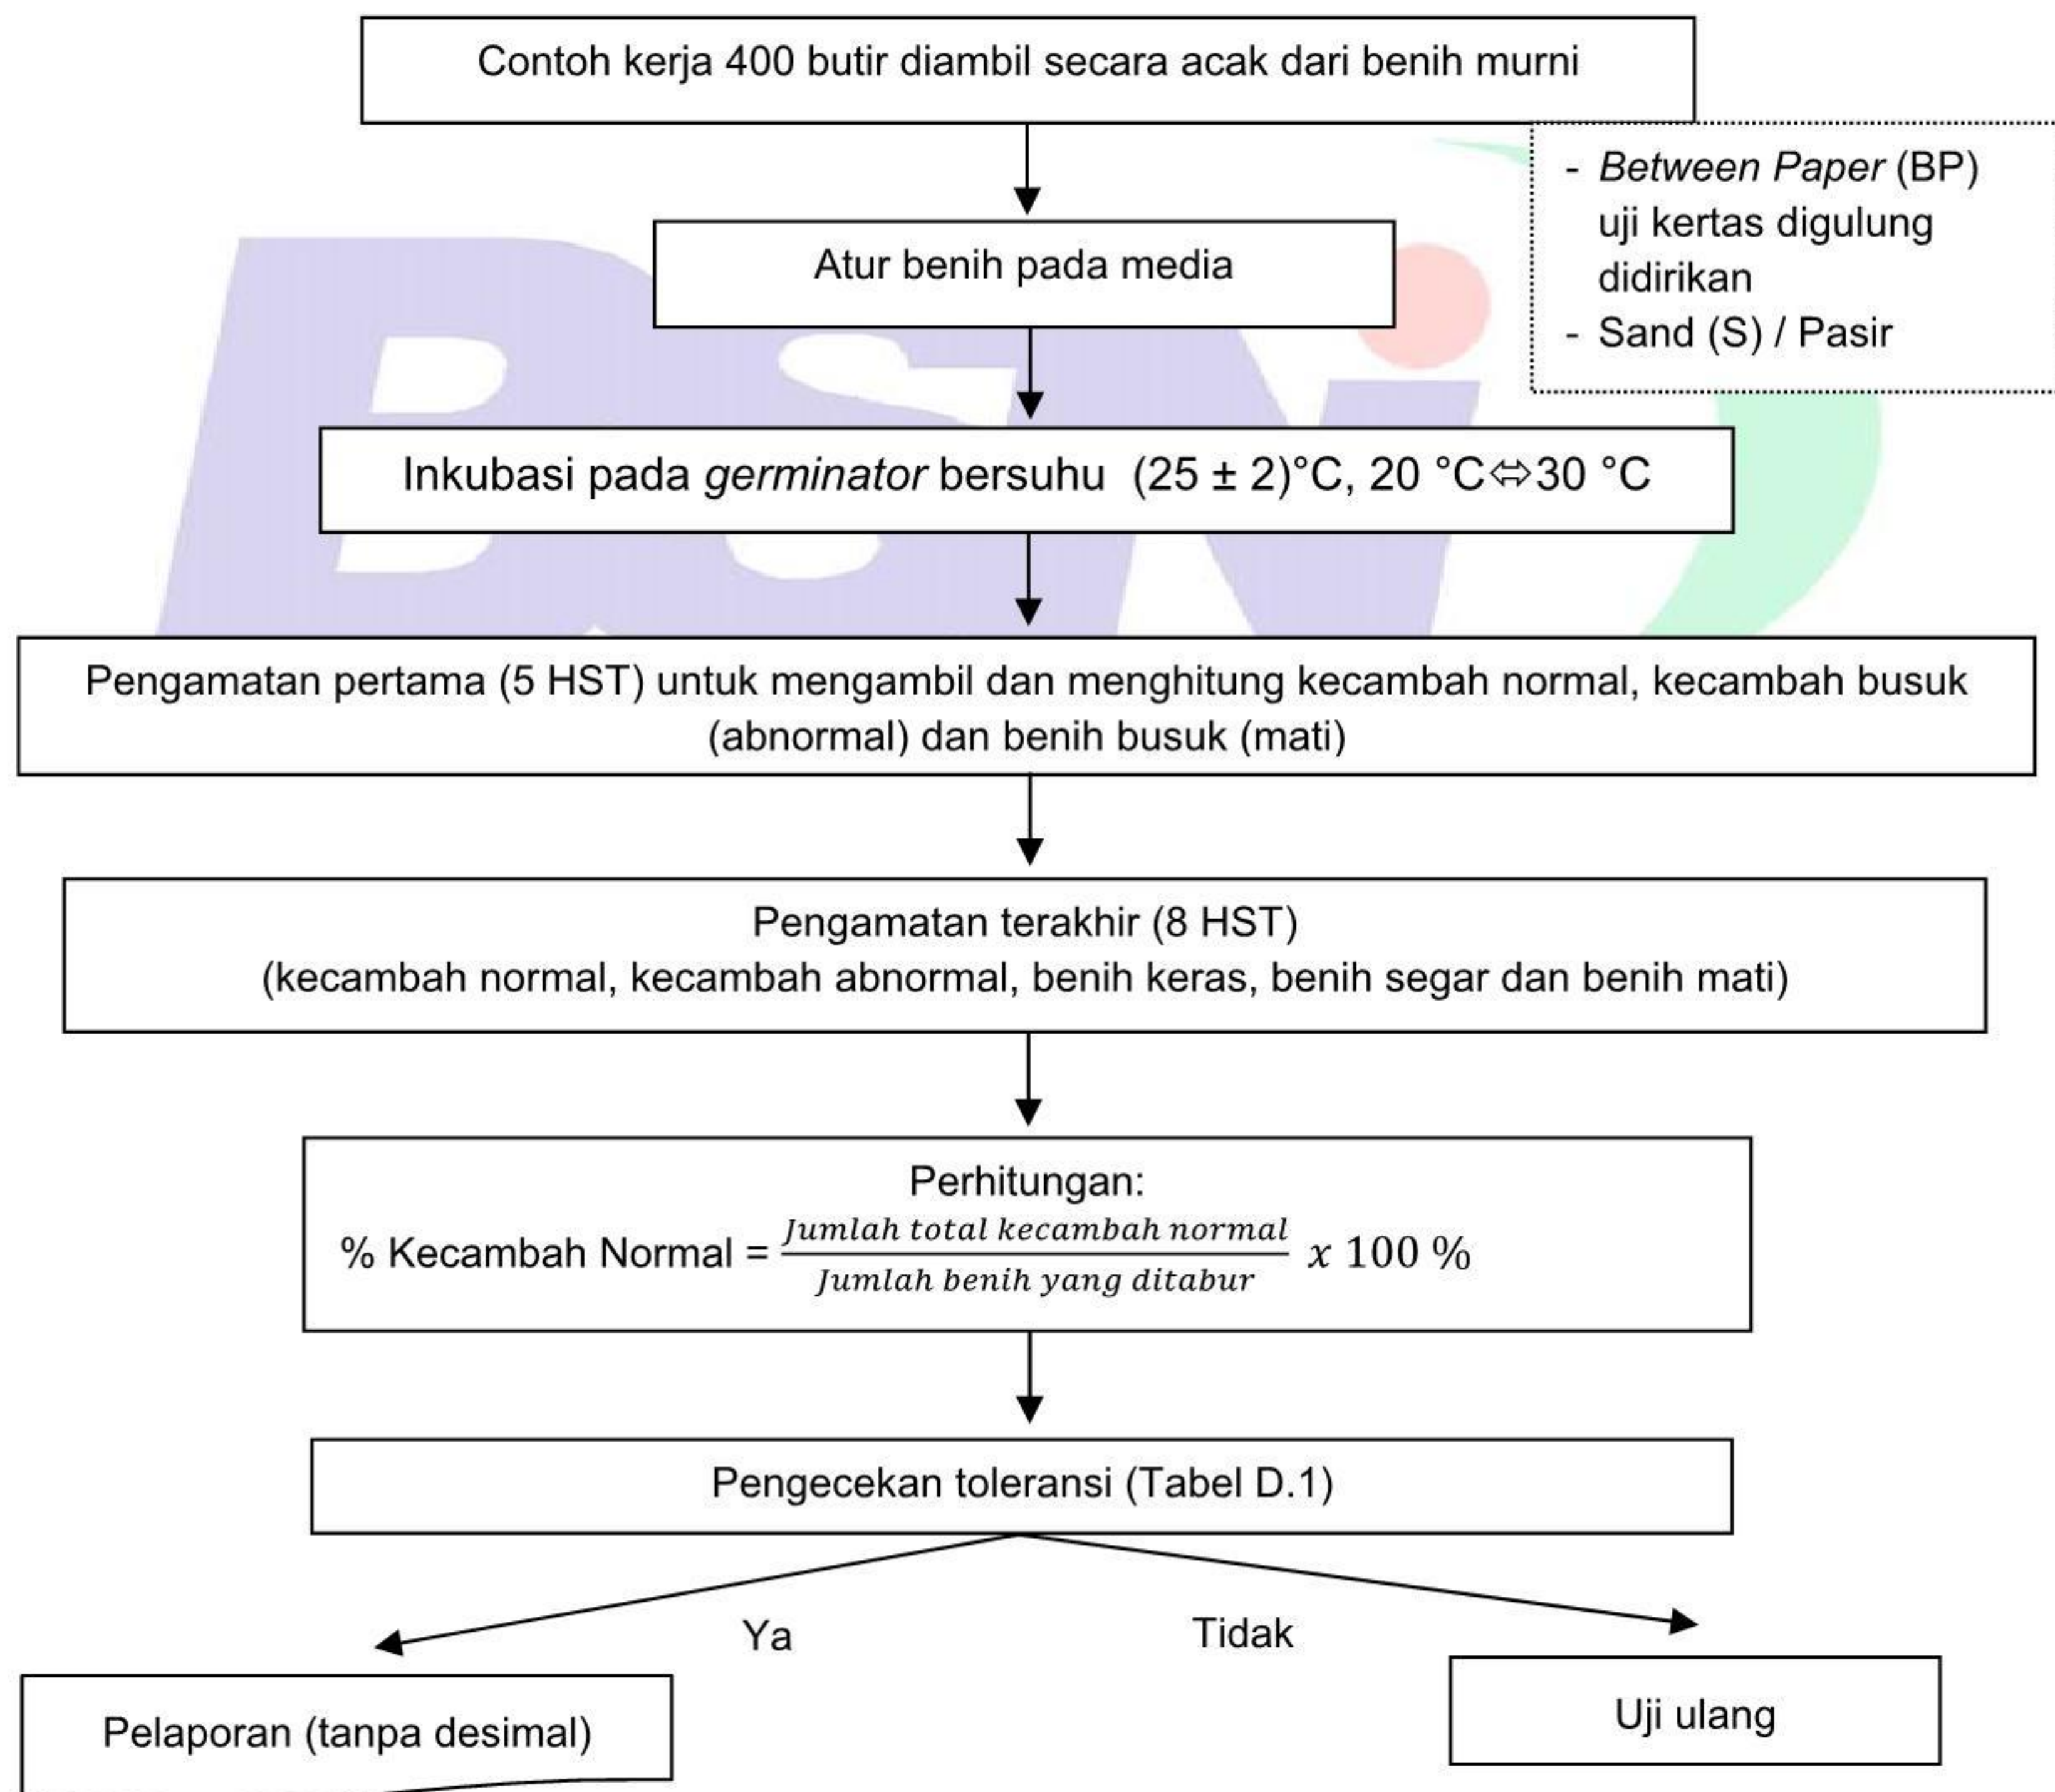 Contoh kerja 400 butir diambil secara acak dari benih murni
- Between Paper (BP)
uji kertas digulung
didirikan
- Sand (S) / Pasir
Atur benih pada media
Inkubasi pada germinator bersuhu (25 ± 2)°C, 20 °C⇔30 °C
Pengamatan pertama (5 HST) untuk mengambil dan menghitung kecambah normal, kecambah busuk
(abnormal) dan benih busuk (mati)
Pengamatan terakhir (8 HST)
(kecambah normal, kecambah abnormal, benih keras, benih segar dan benih mati)
Perhitungan:
% Kecambah Normal = Jumlah total kecambah normal / Jumlah benih yang ditabur x 100 %
Pengecekan toleransi (Tabel D.1)
Ya
Tidak
Pelaporan (tanpa desimal)
Uji ulang
BSN